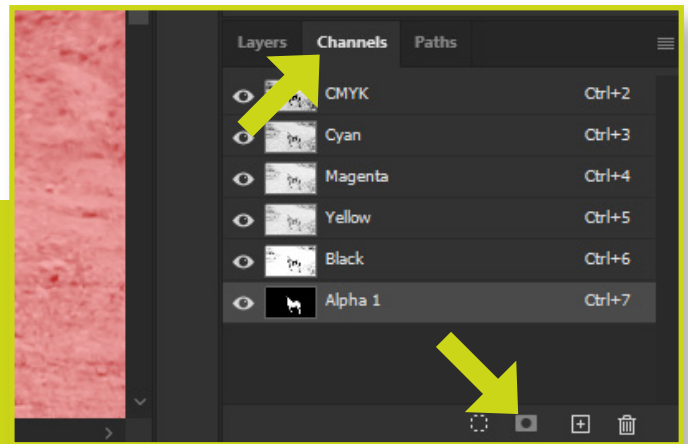 Layers Channels Paths
CMYK Ctrl+2
Cyan Ctrl+3
Magenta Ctrl+4
Yellow Ctrl+5
Black Ctrl+6
Alpha 1 Ctrl+7